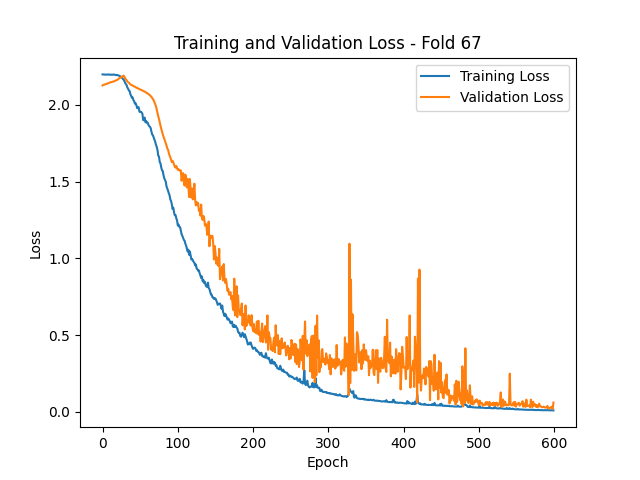 Training and Validation Loss - Fold 67
Training Loss
Validation Loss
Loss
2.0
1.5
1.0
0.5
0.0
0 100 200 300 400 500 600
Epoch